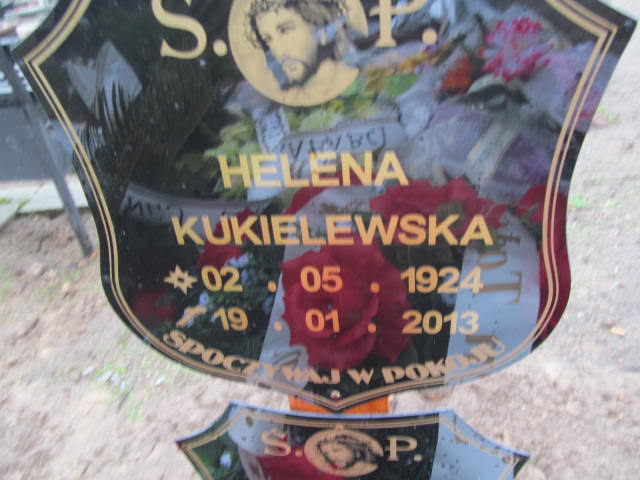 S. P.
HELENA
KUKIELEWSKA
02 . 05 . 1924
19 . 01 . 2013
SPOCZYWAJ W POKOJU
S. P.